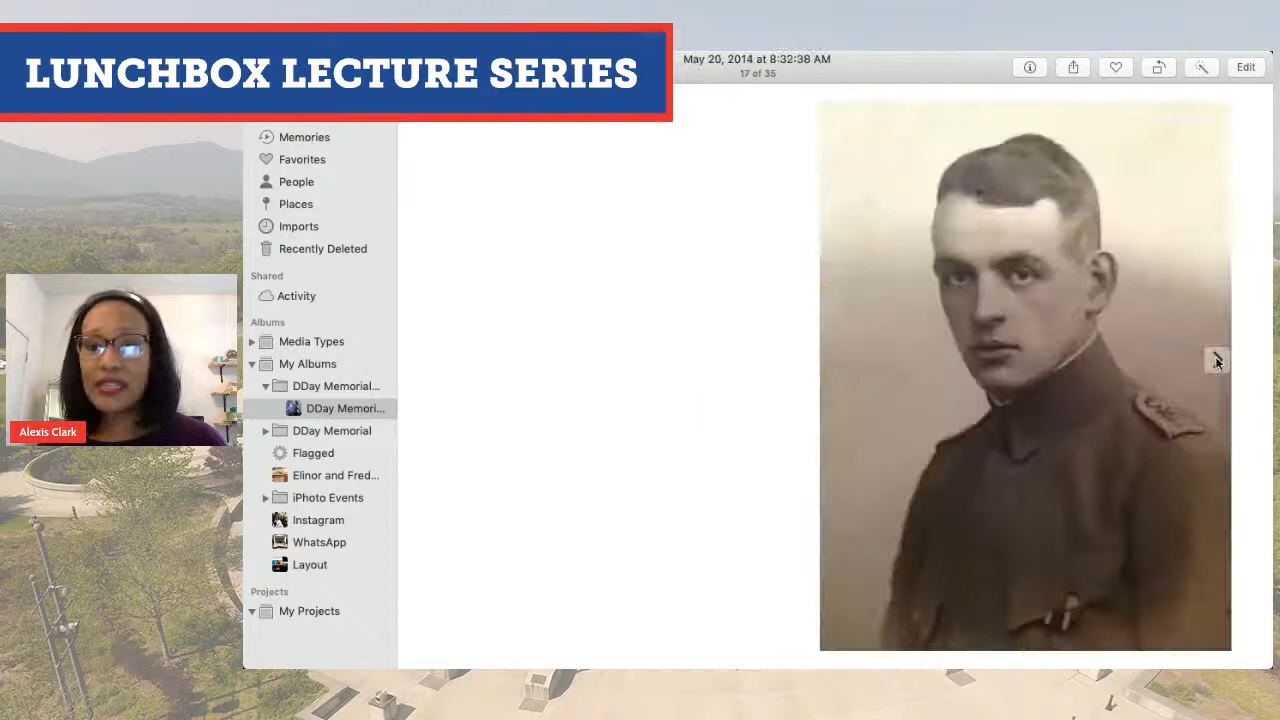 LUNCHBOX LECTURE SERIES
May 20, 2014 at 8:32:38 AM
17 of 35
Edit
Memories
Favorites
People
Places
Imports
Recently Deleted
Shared
Activity
Albums
Media Types
My Albums
DDay Memorial...
DDay Memori...
DDay Memorial
Flagged
Elinor and Fred...
iPhoto Events
Instagram
WhatsApp
Layout
Projects
My Projects
Alexis Clark